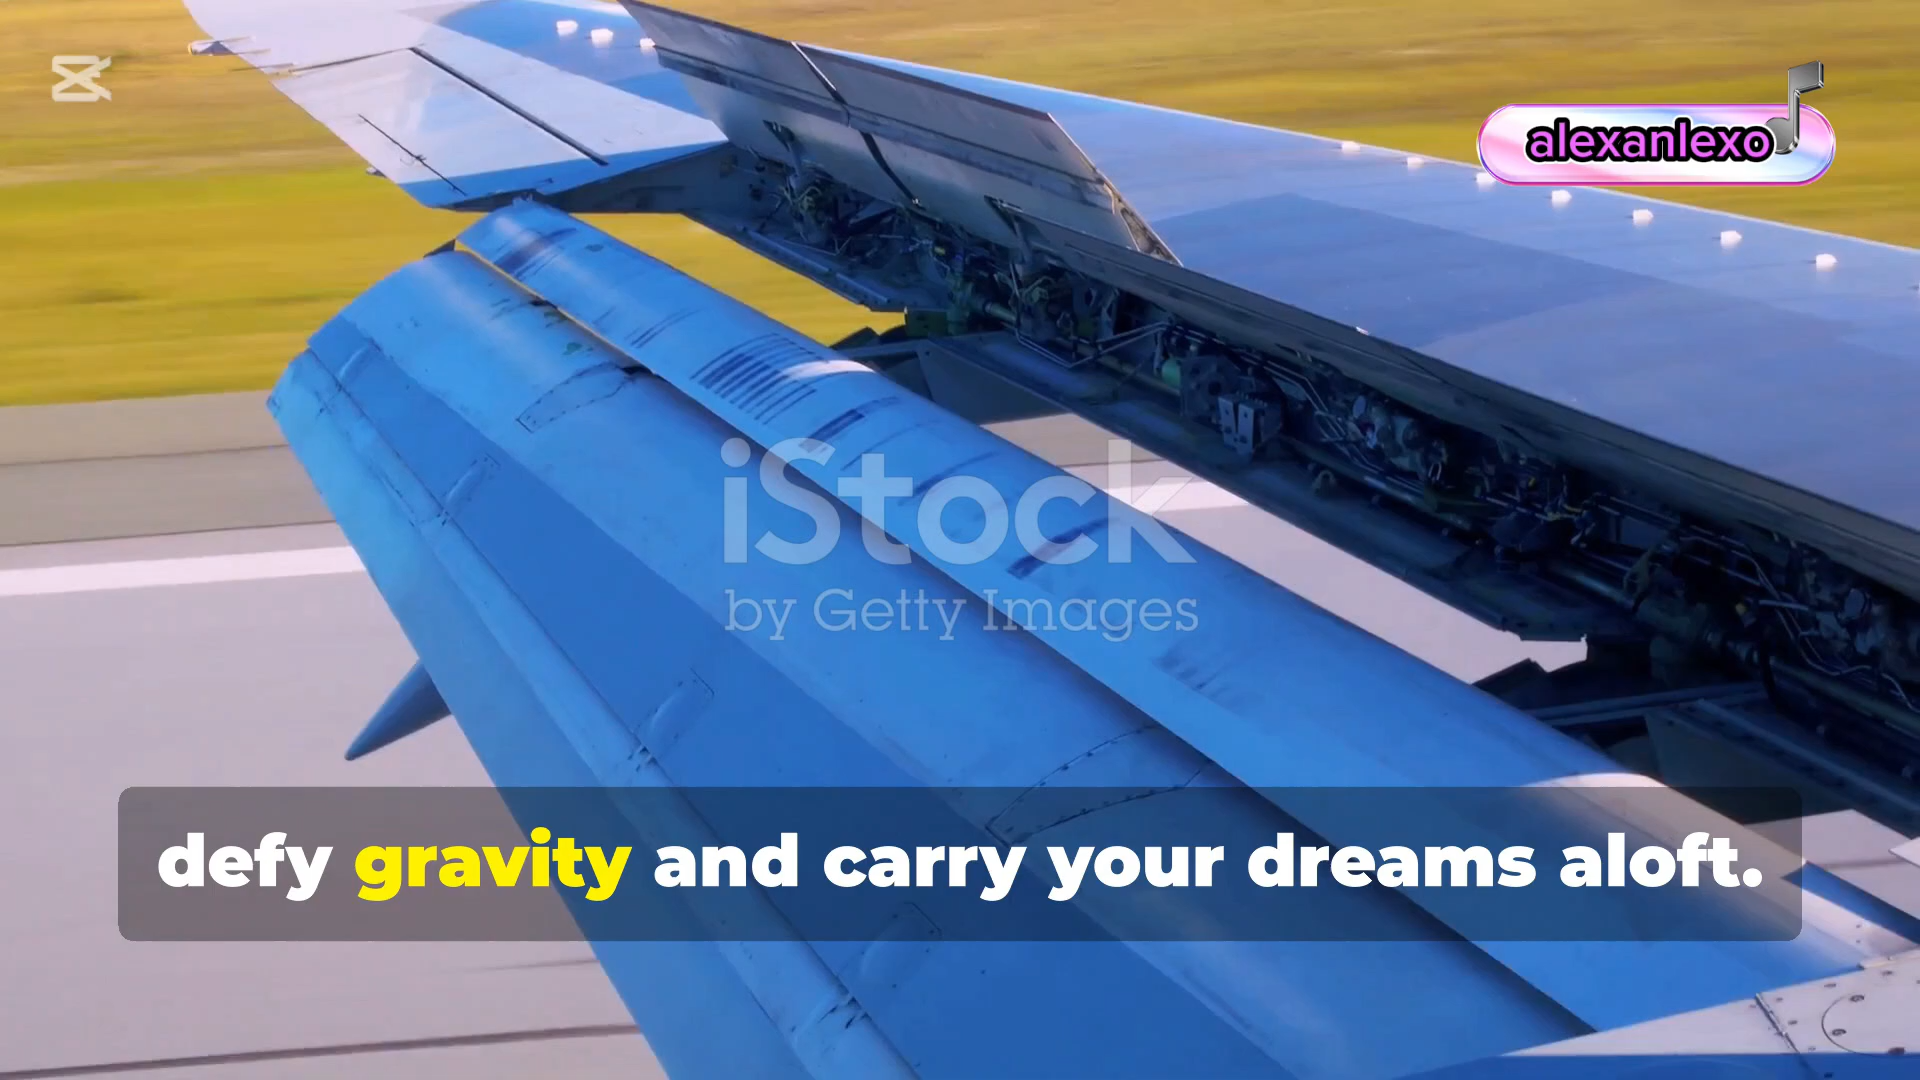 alexanlexo
iStock
by Getty Images
defy gravity and carry your dreams aloft.